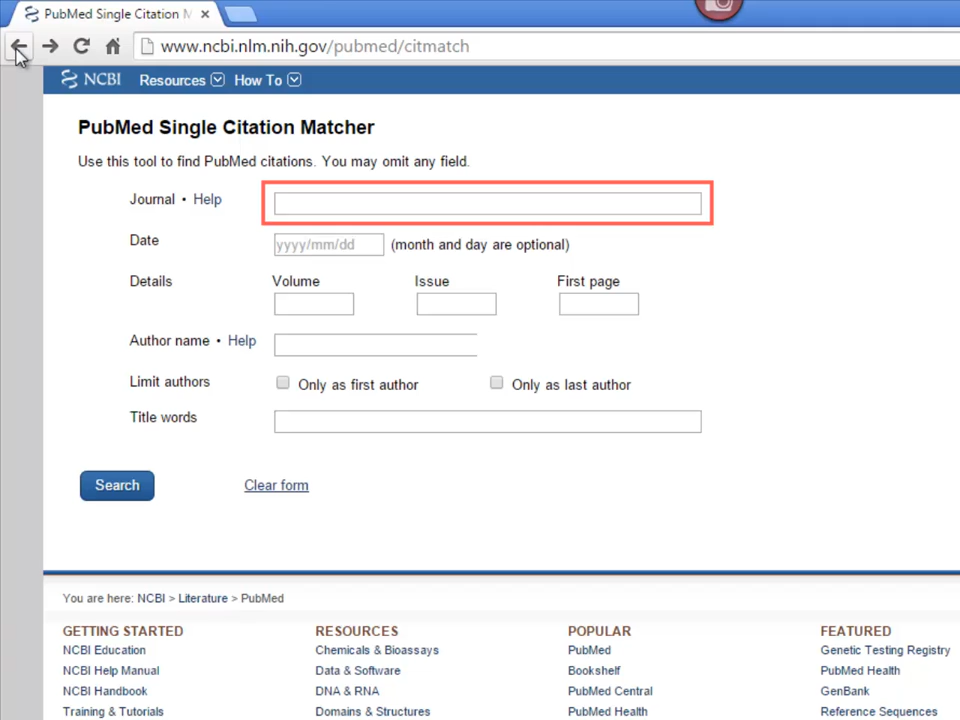 PubMed Single Citation M
www.ncbi.nlm.nih.gov/pubmed/citmatch
NCBI Resources How To
PubMed Single Citation Matcher
Use this tool to find PubMed citations. You may omit any field.
Journal • Help
Date yyyy/mm/dd (month and day are optional)
Details Volume Issue First page
Author name • Help
Limit authors Only as first author Only as last author
Title words
Search Clear form
You are here: NCBI > Literature > PubMed
GETTING STARTED RESOURCES POPULAR FEATURED
NCBI Education Chemicals & Bioassays PubMed Genetic Testing Registry
NCBI Help Manual Data & Software Bookshelf PubMed Health
NCBI Handbook DNA & RNA PubMed Central GenBank
Training & Tutorials Domains & Structures PubMed Health Reference Sequences